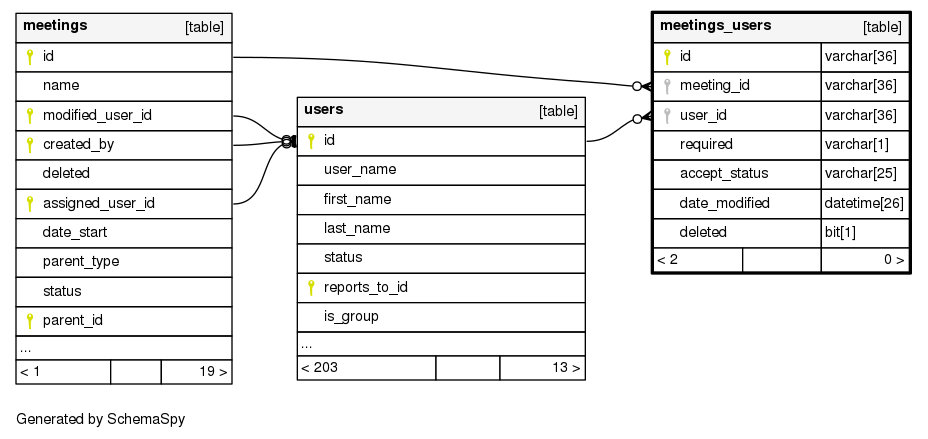 meetings [table]
id
name
modified_user_id
created_by
deleted
assigned_user_id
date_start
parent_type
status
parent_id
...
< 1 19 >
users [table]
id
user_name
first_name
last_name
status
reports_to_id
is_group
...
< 203 13 >
meetings_users [table]
id varchar[36]
meeting_id varchar[36]
user_id varchar[36]
required varchar[1]
accept_status varchar[25]
date_modified datetime[26]
deleted bit[1]
< 2 0 >
Generated by SchemaSpy